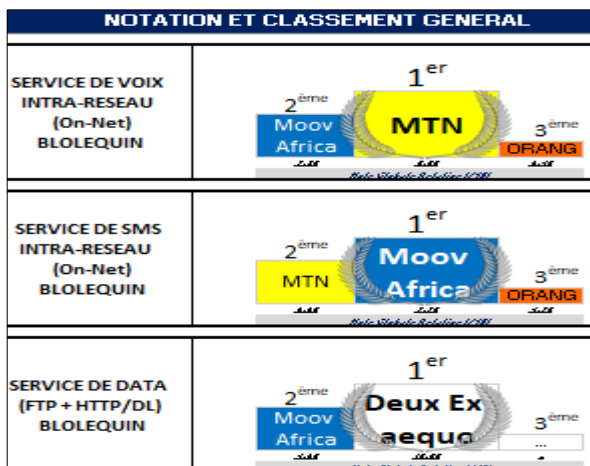 NOTATION ET CLASSEMENT GENERAL
SERVICE DE VOIX
INTRA-RESEAU
(On-Net)
BLOLEQUIN
1er
2ème
Moov
Africa
MTN
3ème
ORANG
SERVICE DE SMS
INTRA-RESEAU
(On-Net)
BLOLEQUIN
1er
2ème
MTN
Moov
Africa
3ème
ORANG
SERVICE DE DATA
(FTP + HTTP/DL)
BLOLEQUIN
1er
2ème
Moov
Africa
Deux Ex
aequo
3ème
...